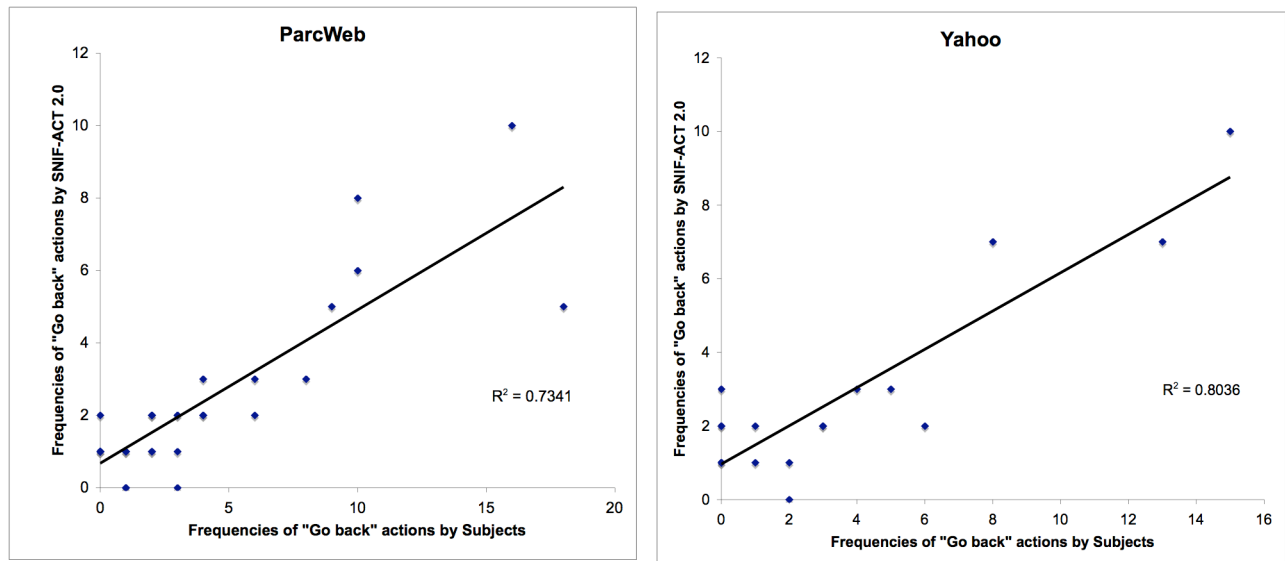 ParcWeb
12
10
8
6
4
2
0
0 5 10 15 20
Frequencies of "Go back" actions by SNIF-ACT 2.0
R² = 0.7341
Frequencies of "Go back" actions by Subjects
Yahoo
12
10
8
6
4
2
0
0 2 4 6 8 10 12 14 16
Frequencies of "Go back" actions by SNIF-ACT 2.0
R² = 0.8036
Frequencies of "Go back" actions by Subjects